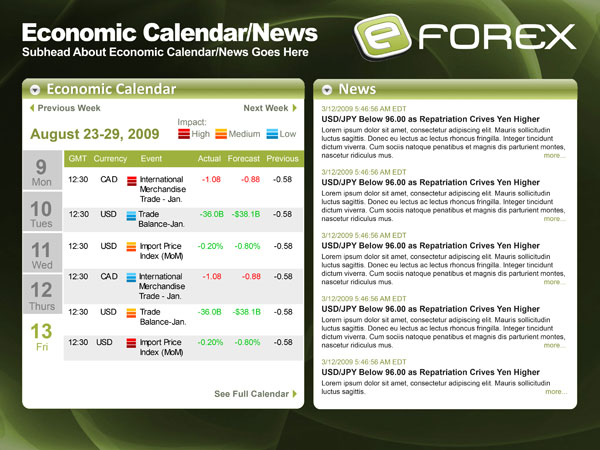 Economic Calendar/News
Subhead About Economic Calendar/News Goes Here
e FOREX
Economic Calendar
Previous Week Next Week
August 23-29, 2009
Impact:
High Medium Low
9
Mon
10
Tues
11
Wed
12
Thurs
13
Fri
GMT Currency Event Actual Forecast Previous
12:30 CAD International -1.08 -0.88 -0.58
Merchandise
Trade - Jan.
12:30 USD Trade -36.0B -$38.1B -0.58
Balance-Jan.
12:30 USD Import Price -0.20% -0.80% -0.58
Index (MoM)
12:30 CAD International -1.08 -0.88 -0.58
Merchandise
Trade - Jan.
12:30 USD Trade -36.0B -$38.1B -0.58
Balance-Jan.
12:30 USD Import Price -0.20% -0.80% -0.58
Index (MoM)
See Full Calendar
News
3/12/2009 5:46:56 AM EDT
USD/JPY Below 96.00 as Repatriation Crives Yen Higher
Lorem ipsum dolor sit amet, consectetur adipiscing elit. Mauris sollicitudin
luctus sagittis. Donec eu lectus ac lectus rhoncus fringilla. Integer tincidunt
dictum viverra. Cum sociis natoque penatibus et magnis dis parturient montes,
nascetur ridiculus mus. more...
3/12/2009 5:46:56 AM EDT
USD/JPY Below 96.00 as Repatriation Crives Yen Higher
Lorem ipsum dolor sit amet, consectetur adipiscing elit. Mauris sollicitudin
luctus sagittis. Donec eu lectus ac lectus rhoncus fringilla. Integer tincidunt
dictum viverra. Cum sociis natoque penatibus et magnis dis parturient montes,
nascetur ridiculus mus. more...
3/12/2009 5:46:56 AM EDT
USD/JPY Below 96.00 as Repatriation Crives Yen Higher
Lorem ipsum dolor sit amet, consectetur adipiscing elit. Mauris sollicitudin
luctus sagittis. Donec eu lectus ac lectus rhoncus fringilla. Integer tincidunt
dictum viverra. Cum sociis natoque penatibus et magnis dis parturient montes,
nascetur ridiculus mus. more...
3/12/2009 5:46:56 AM EDT
USD/JPY Below 96.00 as Repatriation Crives Yen Higher
Lorem ipsum dolor sit amet, consectetur adipiscing elit. Mauris sollicitudin
luctus sagittis. Donec eu lectus ac lectus rhoncus fringilla. Integer tincidunt
dictum viverra. Cum sociis natoque penatibus et magnis dis parturient montes,
nascetur ridiculus mus. more...
3/12/2009 5:46:56 AM EDT
USD/JPY Below 96.00 as Repatriation Crives Yen Higher
Lorem ipsum dolor sit amet, consectetur adipiscing elit. Mauris sollicitudin
luctus sagittis. more...